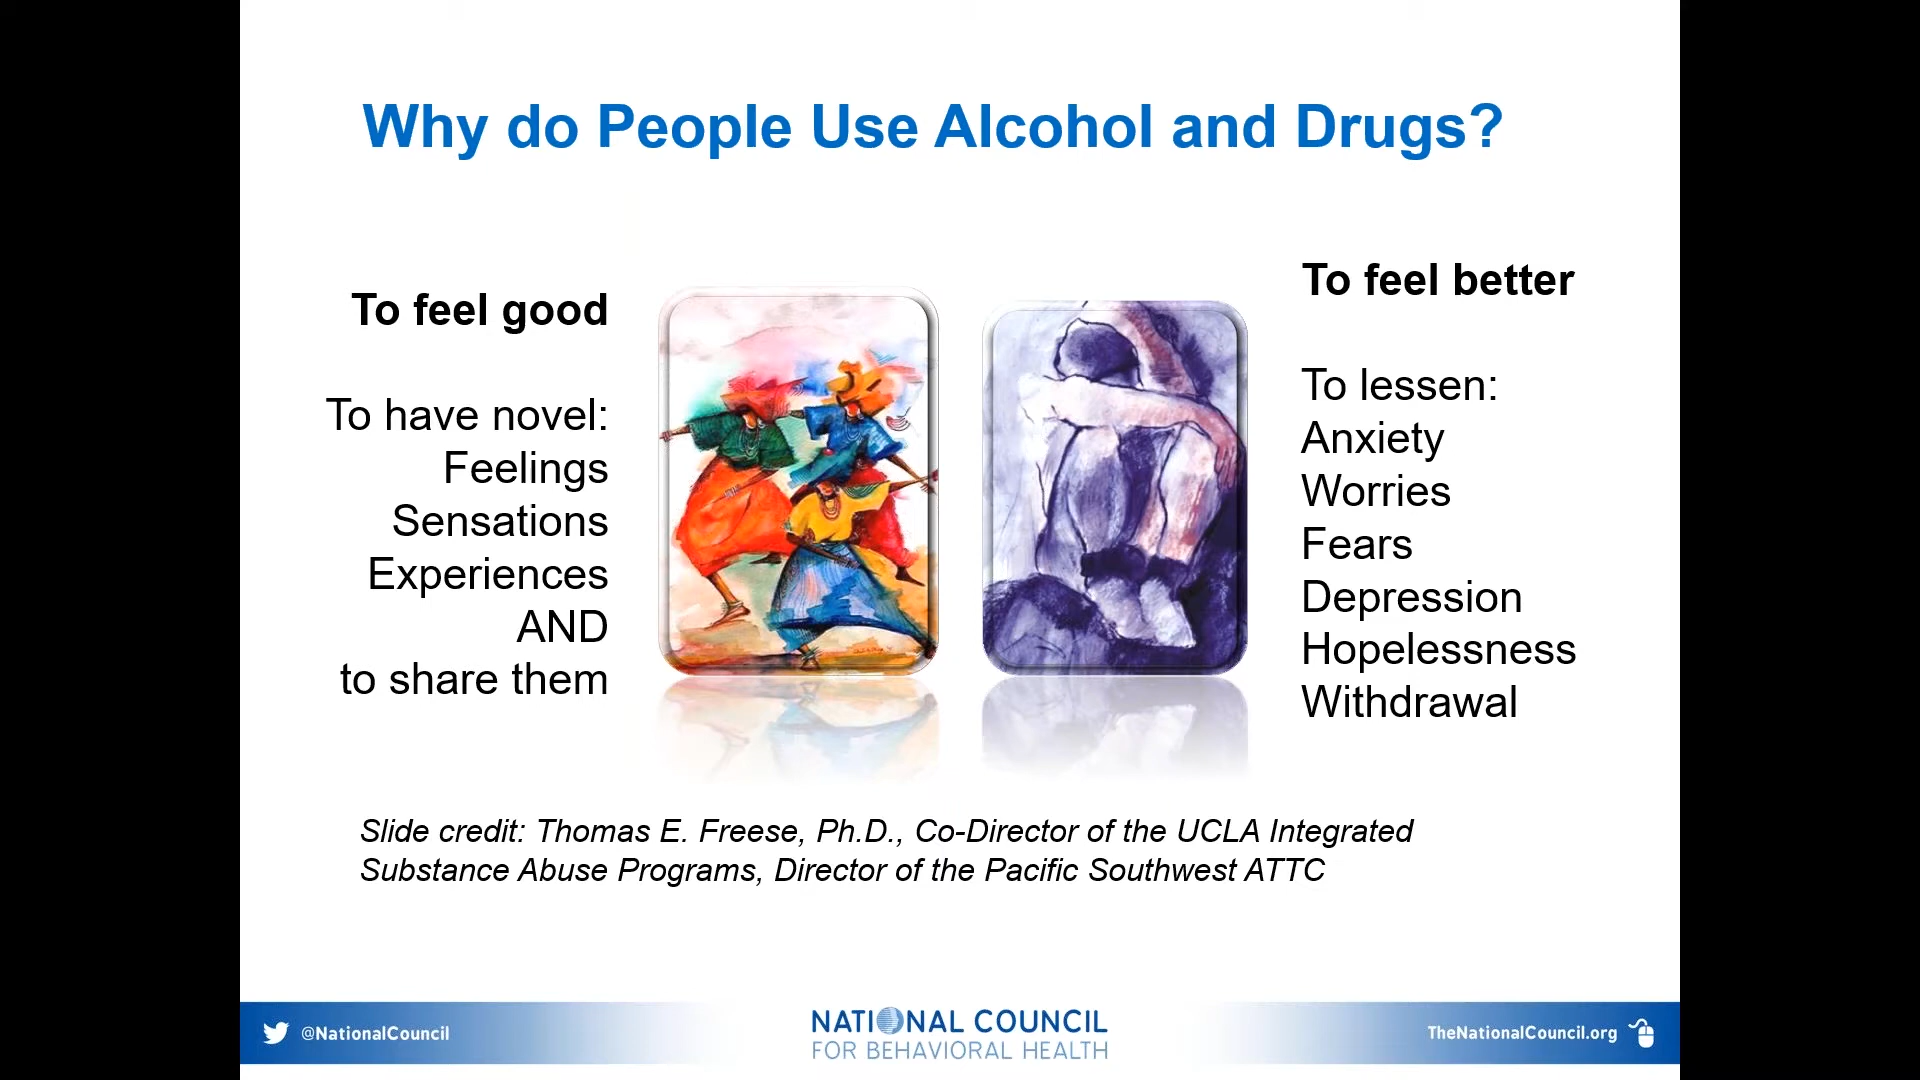 Why do People Use Alcohol and Drugs?
To feel good
To have novel:
Feelings
Sensations
Experiences
AND
to share them
To feel better
To lessen:
Anxiety
Worries
Fears
Depression
Hopelessness
Withdrawal
Slide credit: Thomas E. Freese, Ph.D., Co-Director of the UCLA Integrated
Substance Abuse Programs, Director of the Pacific Southwest ATTC
@NationalCouncil
NATIONAL COUNCIL
FOR BEHAVIORAL HEALTH
TheNationalCouncil.org